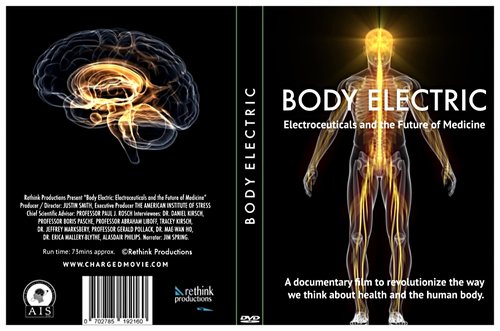 Rethink Productions Present "Body Electric: Electroceuticals and the Future of Medicine"
Producer / Director: JUSTIN SMITH, Executive Producer THE AMERICAN INSTITUTE OF STRESS
Chief Scientific Advisor: PROFESSOR PAUL J. ROSCH Interviewees: DR. DANIEL KIRSCH,
PROFESSOR BORIS PASCHE, PROFESSOR ABRAHAM LIBOFF, TRACEY KIRSCH,
DR. JEFFREY MARKSBERY, PROFESSOR GERALD POLLACK, DR. MAE-WAN HO,
DR. ERICA MALLERY-BLYTHE, ALASDAIR PHILIPS. Narrator: JIM SPRING.
Run time: 73mins approx. ©Rethink Productions
WWW.CHARGEDMOVIE.COM
AIS
0 702785 192160
rethink
productions
BODY ELECTRIC
DVD
BODY ELECTRIC
Electroceuticals and the Future of Medicine
A documentary film to revolutionize the way
we think about health and the human body.